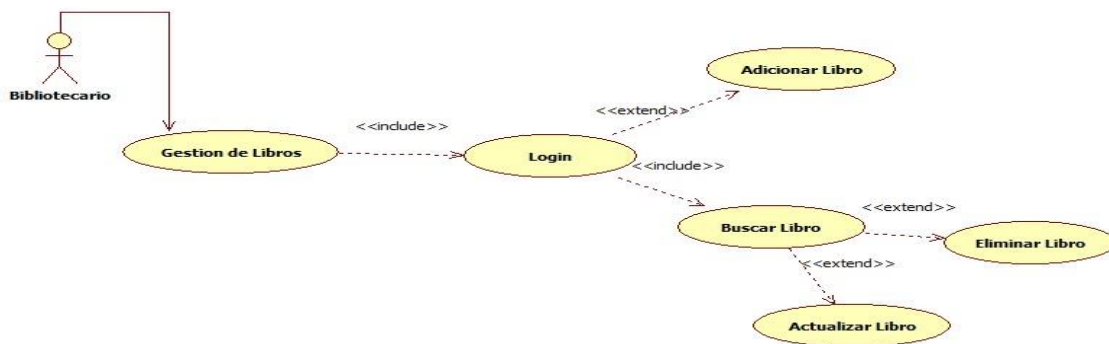 Bibliotecario
Adicionar Libro
<<extend>>
<<include>>
Gestion de Libros
Login
<<include>>
<<extend>>
Buscar Libro
Eliminar Libro
<<extend>>
Actualizar Libro